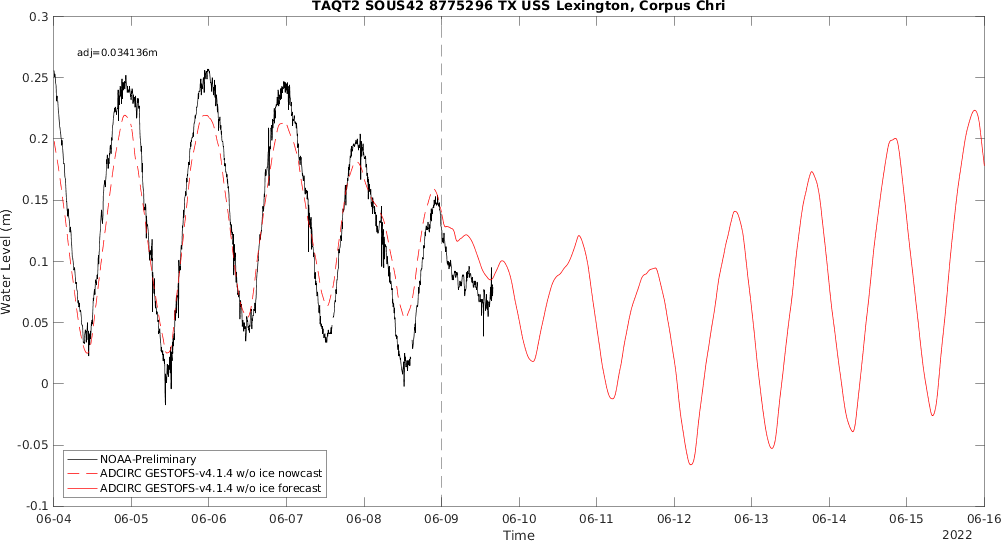 TAQT2 SOUS42 8775296 TX USS Lexington, Corpus Chri
adj=0.034136m
0.3
0.25
0.2
0.15
0.1
0.05
0
-0.05
-0.1
Water Level (m)
NOAA-Preliminary
ADCIRC GESTOFS-v4.1.4 w/o ice nowcast
ADCIRC GESTOFS-v4.1.4 w/o ice forecast
06-04 06-05 06-06 06-07 06-08 06-09 06-10 06-11 06-12 06-13 06-14 06-15 06-16
Time
2022